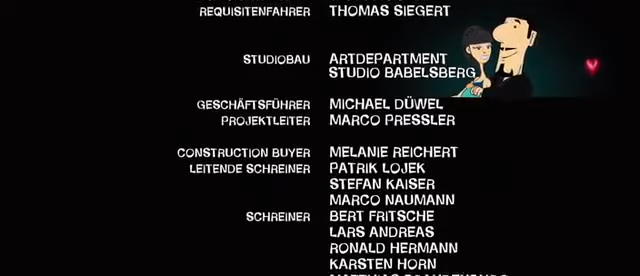 REQUISITENFAHRER THOMAS SIEGERT
STUDIOBAU ARTDEPARTMENT
STUDIO BABELSBERG
GESCHÄFTSFÜHRER MICHAEL DÜWEL
PROJEKTLEITER MARCO PRESSLER
CONSTRUCTION BUYER MELANIE REICHERT
LEITENDE SCHREINER PATRIK LOJEK
STEFAN KAISER
MARCO NAUMANN
SCHREINER BERT FRITSCHE
LARS ANDREAS
RONALD HERMANN
KARSTEN HORN